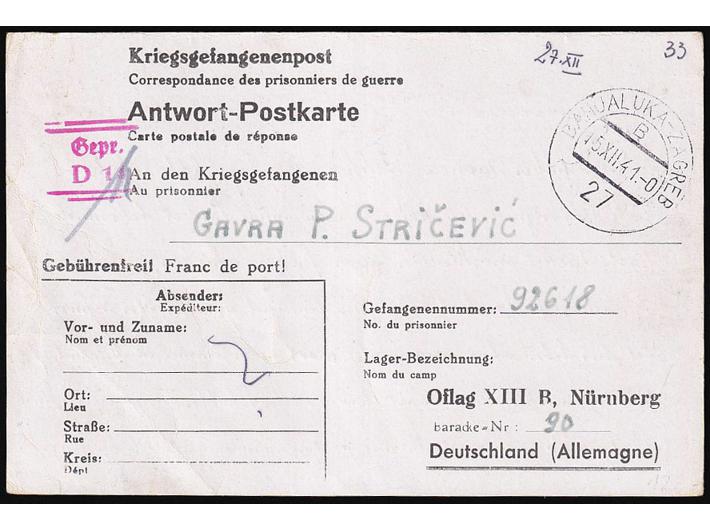 Kriegsgefangenenpost
Correspondance des prisonniers de guerre
27.XII
33
Antwort-Postkarte
Carte postale de réponse
Gepr.
D 11
BANJALUKA-ZAGREB
B
15.XII.41.-0
27
An den Kriegsgefangenen
Au prisonnier
GAVRA P. STRIČEVIĆ
Gebührenfrei! Franc de port!
Absender:
Expéditeur:
Vor- und Zuname:
Nom et prénom
Ort:
Lieu
Straße:
Rue
Kreis:
Dépt
Gefangenennummer: 92618
No. du prisonnier
Lager-Bezeichnung:
Nom du camp
Oflag XIII B, Nürnberg
baracke-Nr: 90
Deutschland (Allemagne)